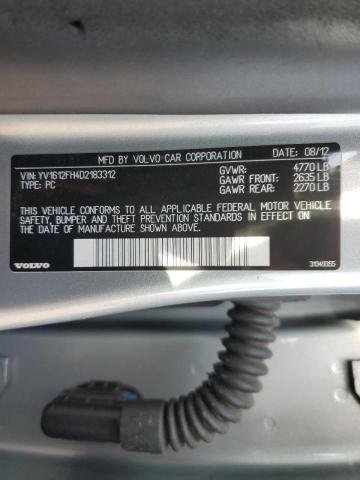 MFD BY VOLVO CAR CORPORATION 08/12
VIN: YV1612FH4D2183312 GVWR: 4770 LB
TYPE: PC GAWR FRONT: 2635 LB
GAWR REAR: 2270 LB
THIS VEHICLE CONFORMS TO ALL APPLICABLE FEDERAL MOTOR VEHICLE
SAFETY, BUMPER AND THEFT PREVENTION STANDARDS IN EFFECT ON
THE DATE OF MANUFACTURE SHOWN ABOVE.
VOLVO 31349355